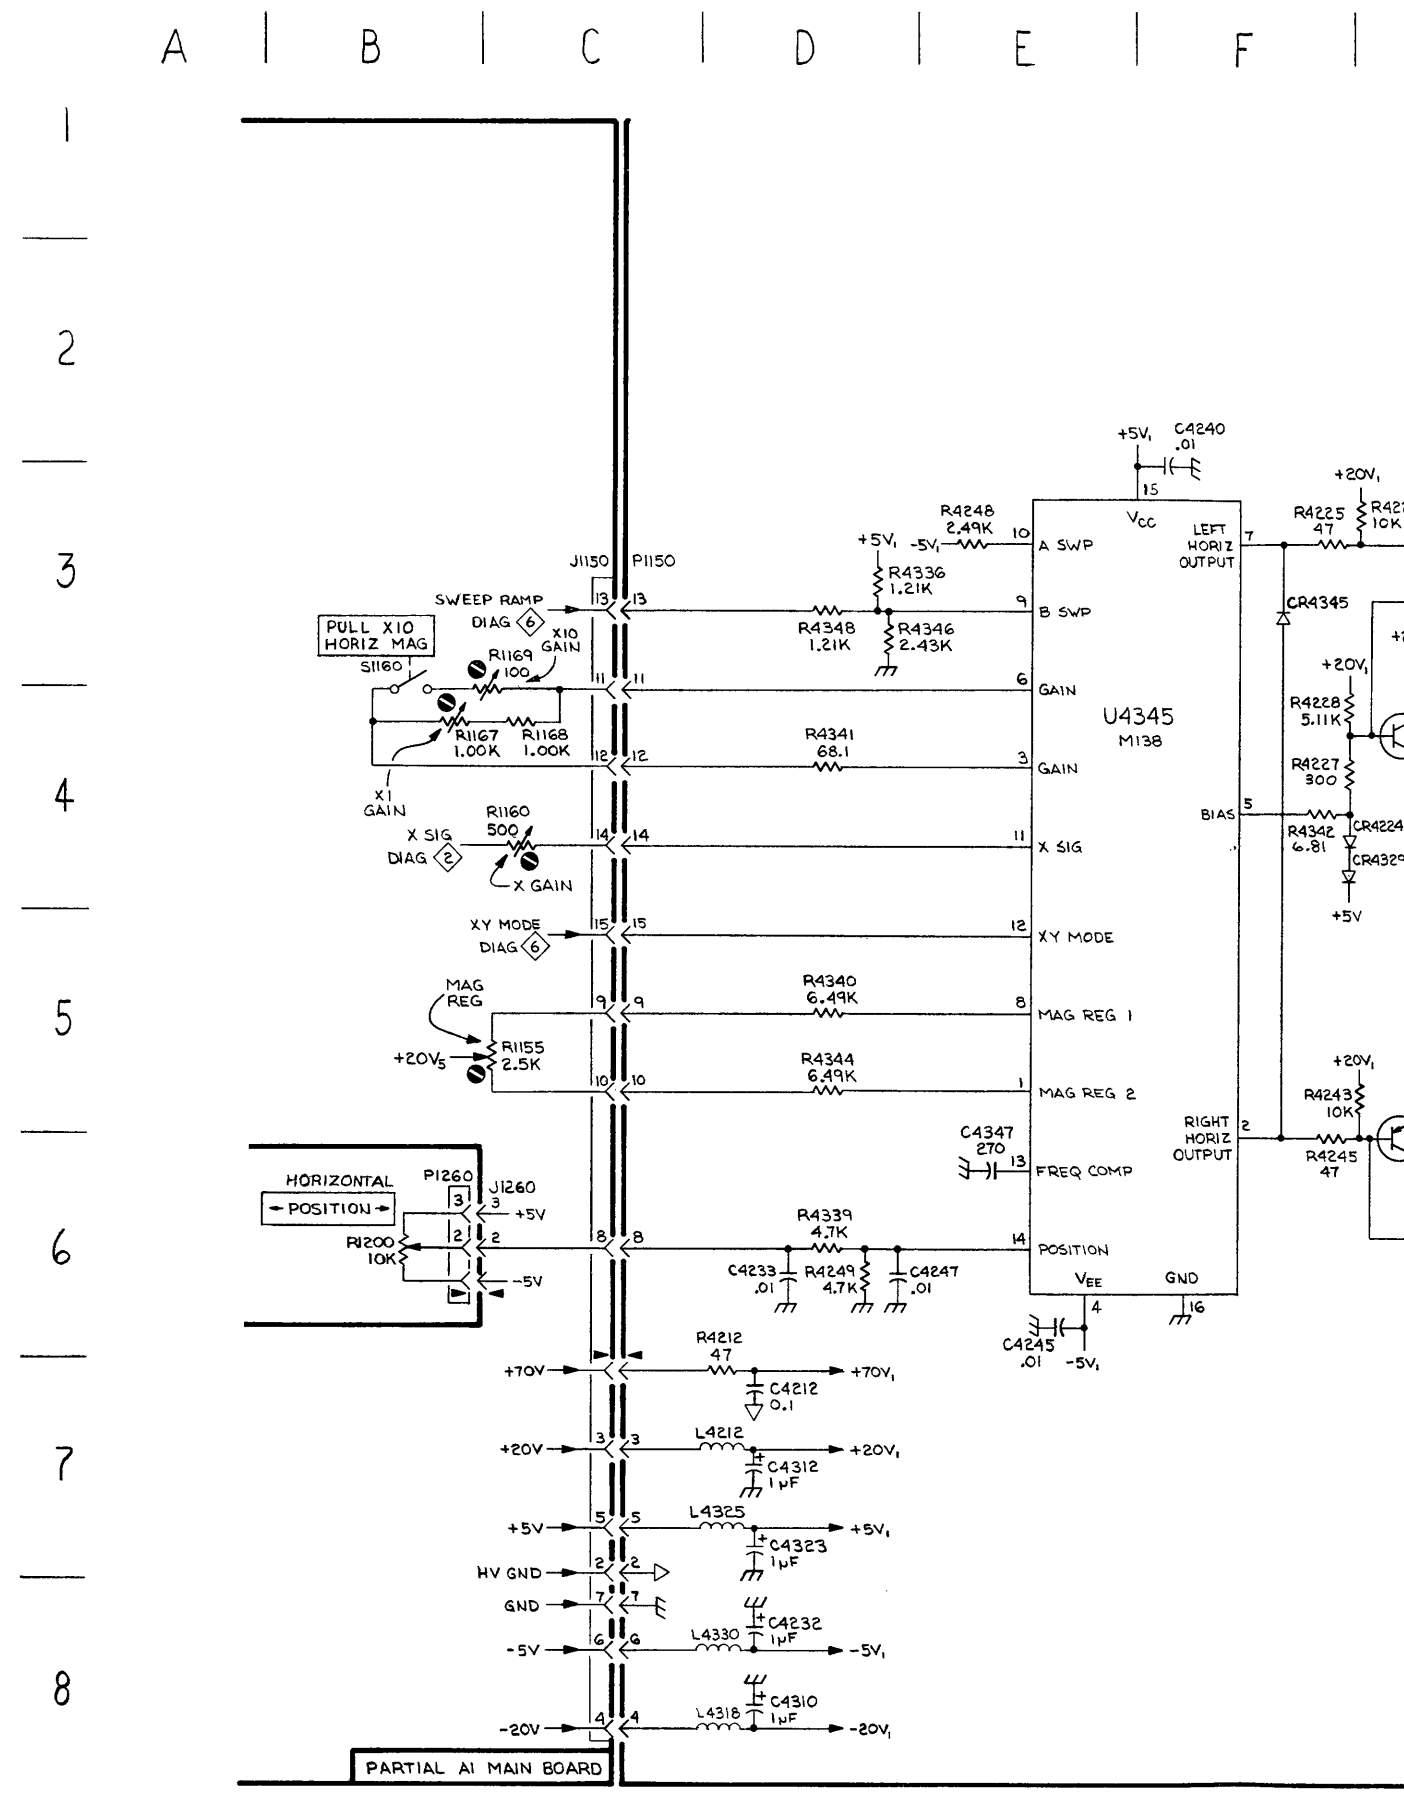 A B C D E F
1
2
3
4
5
6
7
8
+5V1
C4240
.01
15
VCC
+20V1
R4225
47
10K
R4248
2.49K
-5V1
10
A SWP
LEFT
HORIZ
OUTPUT
7
J1150 P1150
+5V1
R4336
1.21K
SWEEP RAMP
DIAG 6
13 13
R4348
1.21K
R4346
2.43K
9
B SWP
CR4345
PULL X10
HORIZ MAG
S1160
R1169
100
X10
GAIN
11 11
6
GAIN
+20V1
R4228
5.11K
R1167
1.00K
R1168
1.00K
X1
GAIN
12 12
R4341
68.1
3
GAIN
U4345
M138
R4227
300
X SIG
DIAG 2
R1160
500
X GAIN
14 14
11
X SIG
BIAS
5
R4342
6.81
CR4224
CR4329
+5V
XY MODE
DIAG 6
15 15
12
XY MODE
MAG
REG
+20V5
R1155
2.5K
9 9
R4340
6.49K
8
MAG REG 1
10 10
R4344
6.49K
1
MAG REG 2
+20V1
R4243
10K
RIGHT
HORIZ
OUTPUT
2
R4245
47
C4347
270
13
FREQ COMP
HORIZONTAL
POSITION
P1260
J1260
3 3
+5V
R1200
10K
2 2
-5V
8 8
R4339
4.7K
C4233
.01
R4249
4.7K
C4247
.01
14
POSITION
VEE
GND
4
16
C4245
.01
-5V1
+70V
R4212
47
C4212
0.1
+70V1
+20V
3 3
L4212
C4312
1µF
+20V1
+5V
5 5
L4325
C4323
1µF
+5V1
HV GND
2 2
GND
7 7
-5V
6 6
L4330
C4232
1µF
-5V1
-20V
4 4
L4318
C4310
1µF
-20V1
PARTIAL A1 MAIN BOARD